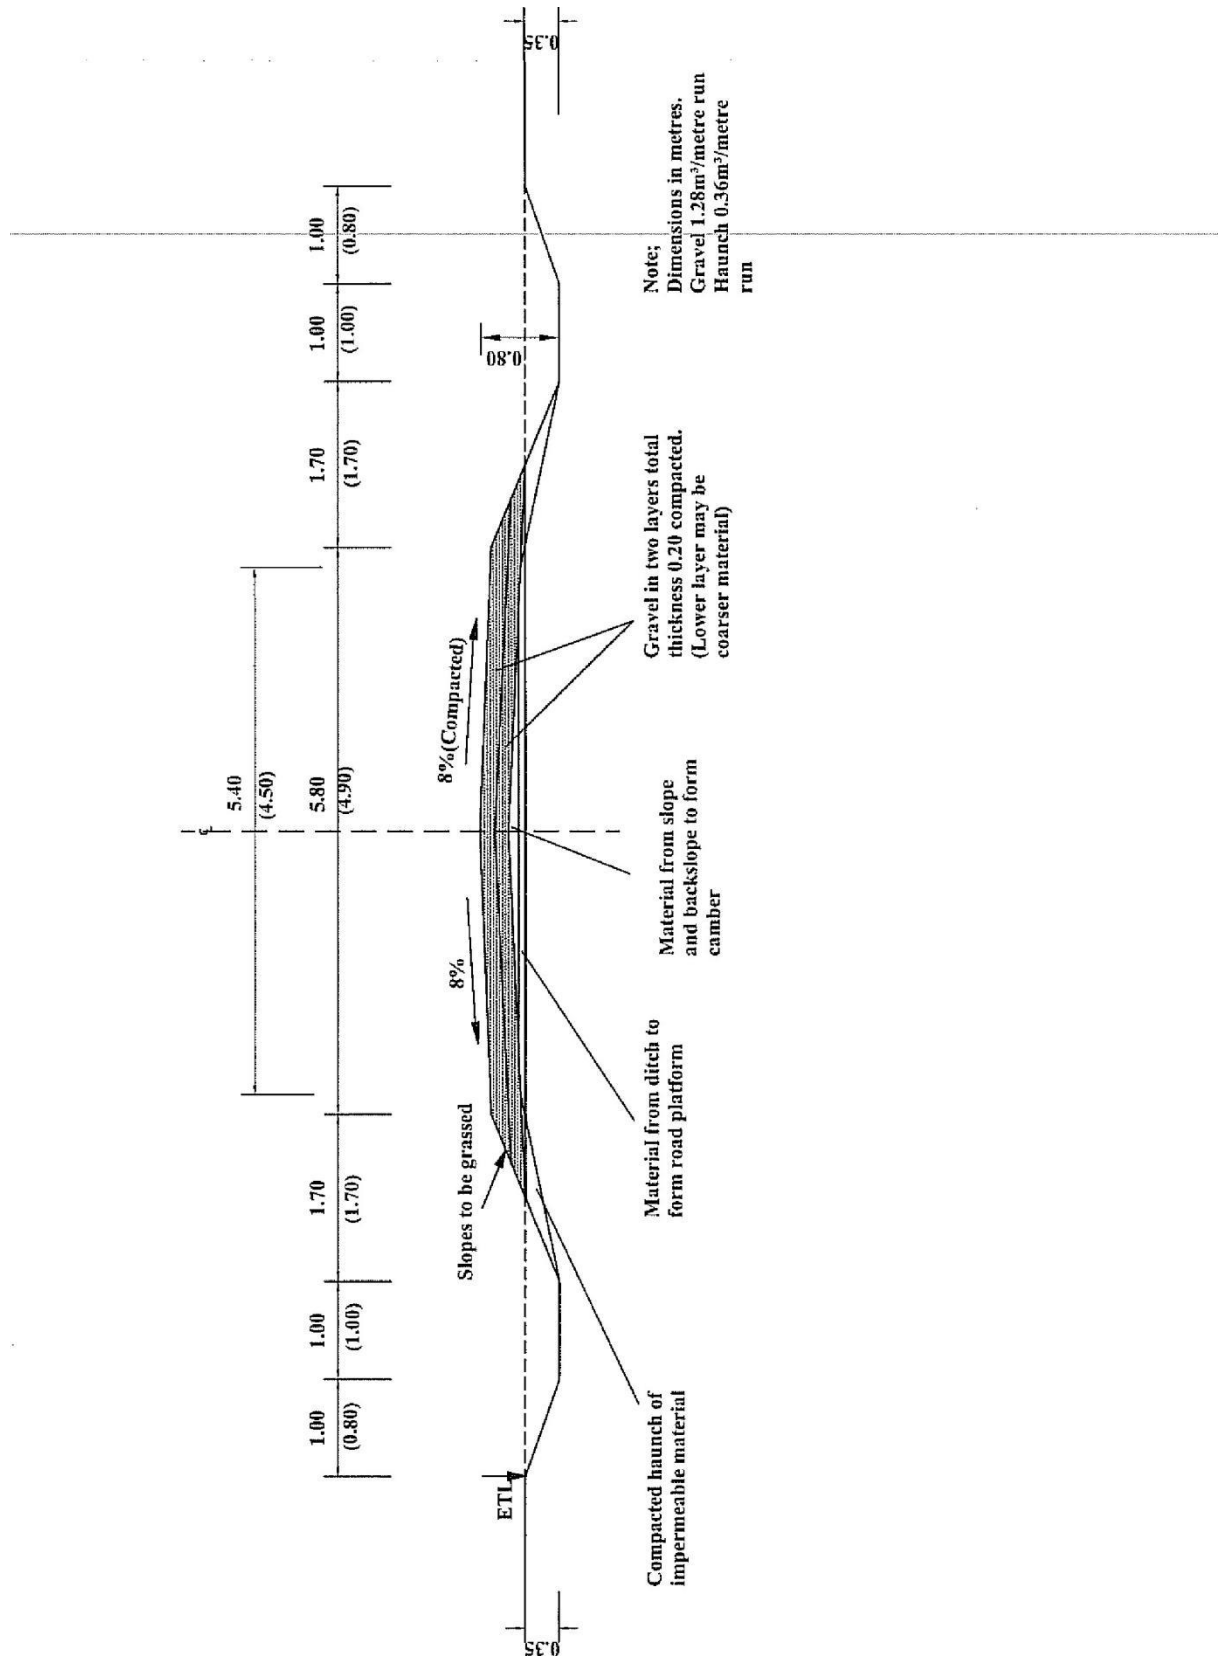 ℄
5.40
(4.50)
1.00
(0.80)
1.00
(1.00)
1.70
(1.70)
5.80
(4.90)
1.70
(1.70)
1.00
(1.00)
1.00
(0.80)
Slopes to be grassed
8%
8%(Compacted)
0.80
ETL
0.35
0.35
Compacted haunch of
impermeable material
Material from ditch to
form road platform
Material from slope
and backslope to form
camber
Gravel in two layers total
thickness 0.20 compacted.
(Lower layer may be
coarser material)
Note;
Dimensions in metres.
Gravel 1.28m³/metre run
Haunch 0.36m³/metre
run